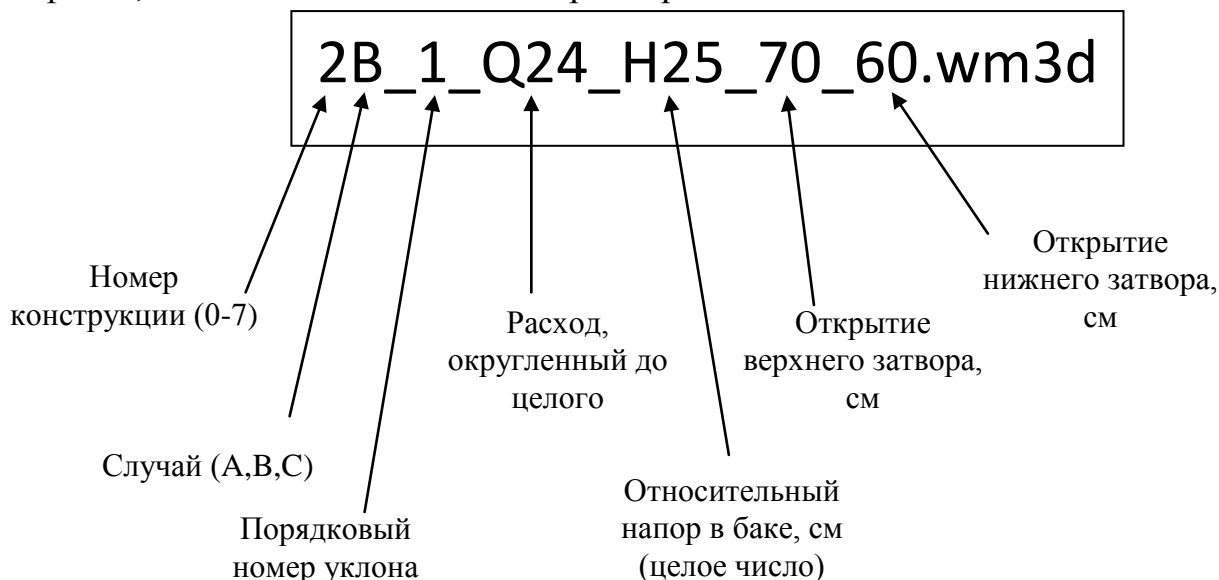 2B_1_Q24_H25_70_60.wm3d
Номер
конструкции (0-7)
Случай (A,B,C)
Порядковый
номер уклона
Расход,
округленный до
целого
Относительный
напор в баке, см
(целое число)
Открытие
верхнего затвора,
см
Открытие
нижнего затвора,
см